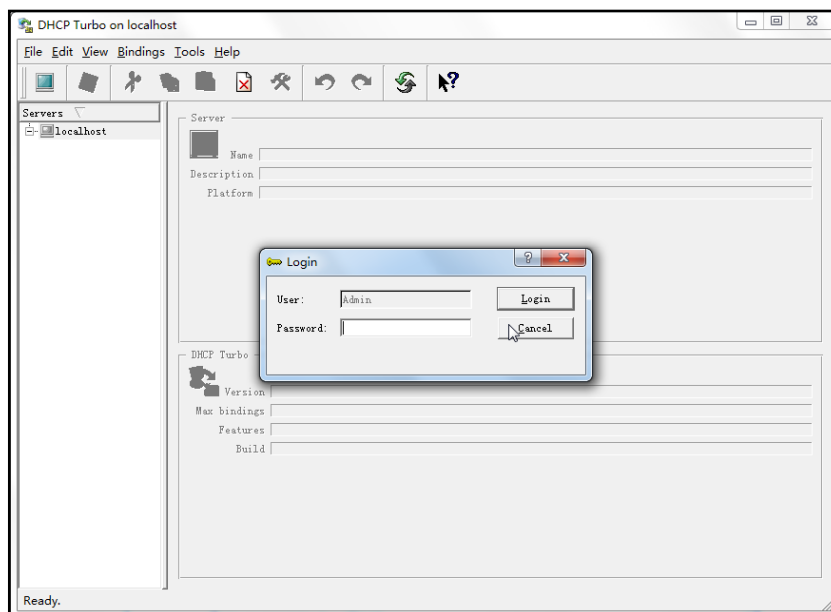 DHCP Turbo on localhost
File Edit View Bindings Tools Help
Servers
localhost
Server
Name
Description
Platform
Login
User: Admin Login
Password: Cancel
DHCP Turbo
Version
Max bindings
Features
Build
Ready.